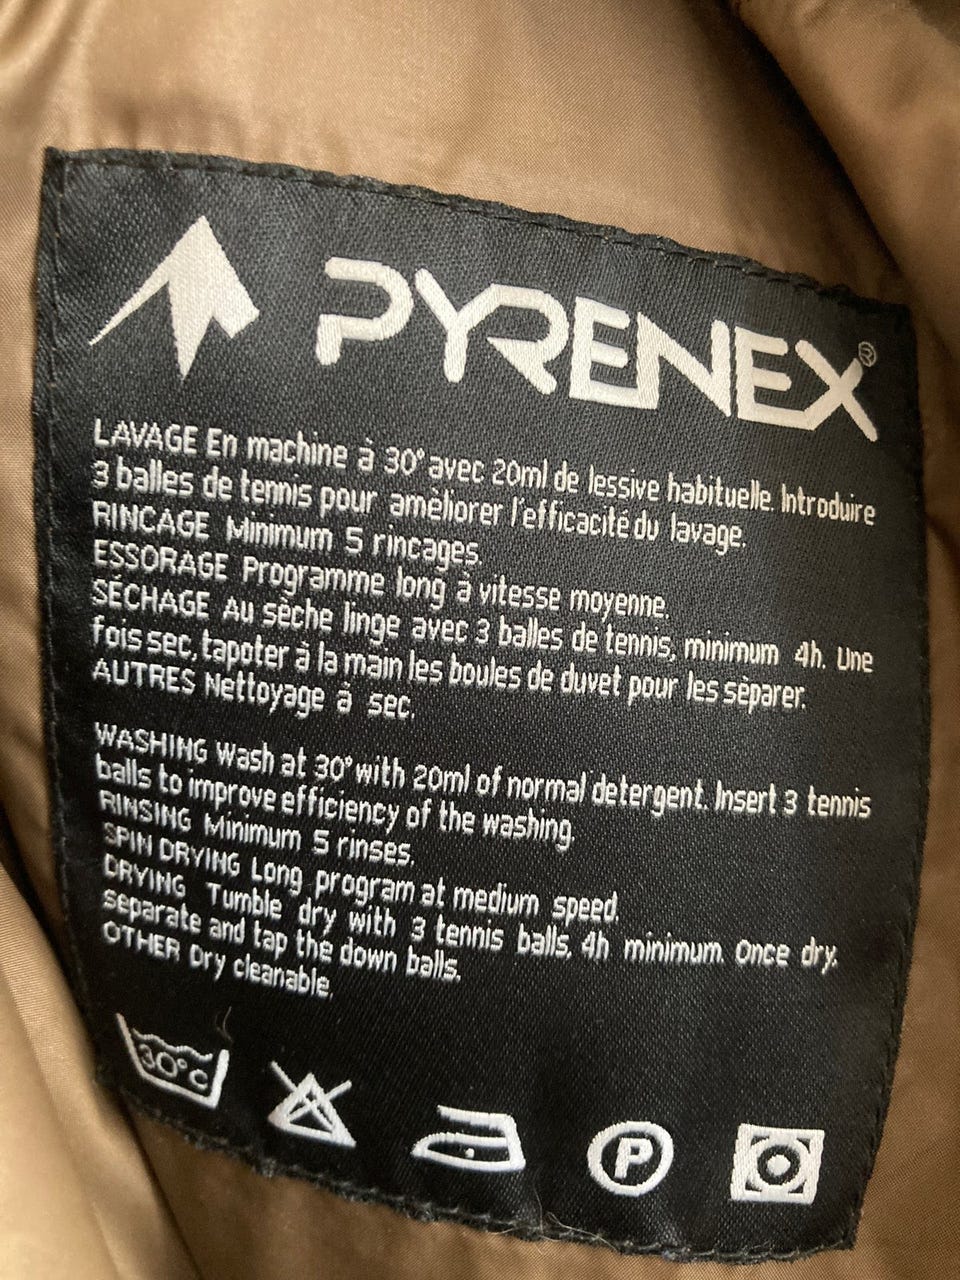 PYRENEX®
LAVAGE En machine à 30° avec 20ml de lessive habituelle. Introduire
3 balles de tennis pour amèliorer l'efficacité du lavage.
RINCAGE Minimum 5 rincages.
ESSORAGE Programme long à vitesse moyenne.
SÉCHAGE Au sèche linge avec 3 balles de tennis, minimum 4h. Une
fois sec, tapoter à la main les boules de duvet pour les sèparer.
AUTRES Nettoyage à sec.
WASHING Wash at 30° with 20ml of normal detergent. Insert 3 tennis
balls to improve efficiency of the washing.
RINSING Minimum 5 rinses.
SPIN DRYING Long program at medium speed.
DRYING Tumble dry with 3 tennis balls, 4h minimum. Once dry,
separate and tap the down balls.
OTHER Dry cleanable.
30°C P